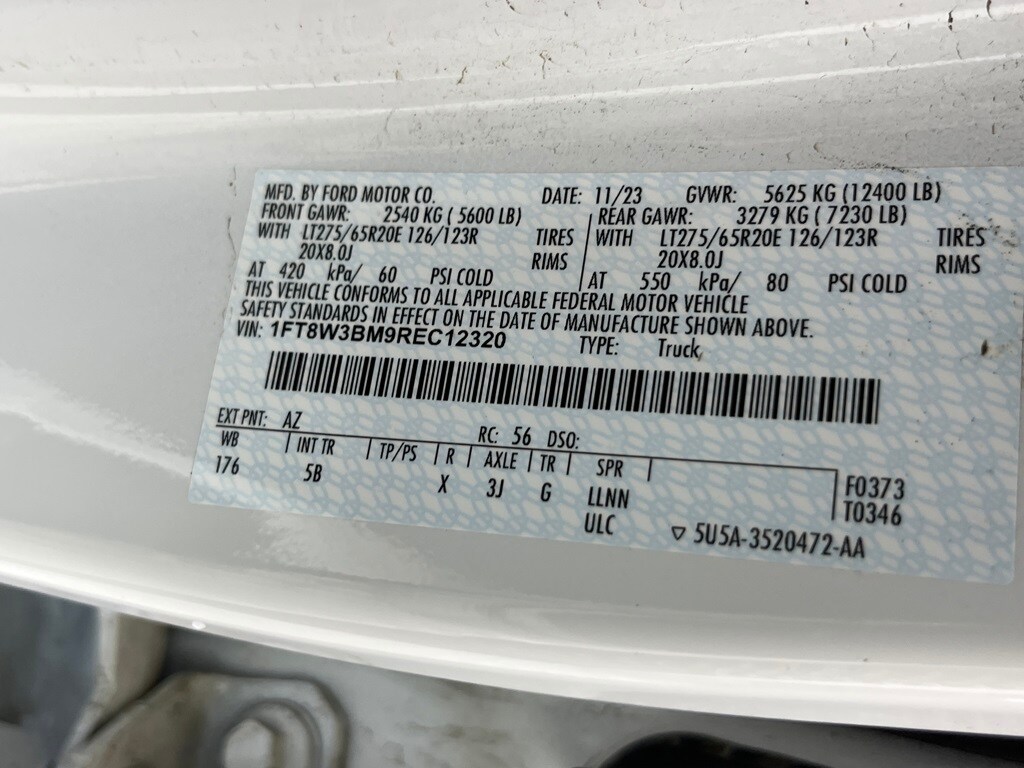 MFD. BY FORD MOTOR CO. DATE: 11/23 GVWR: 5625 KG (12400 LB)
FRONT GAWR: 2540 KG ( 5600 LB) REAR GAWR: 3279 KG ( 7230 LB)
WITH LT275/65R20E 126/123R TIRES WITH LT275/65R20E 126/123R TIRES
20X8.0J RIMS 20X8.0J RIMS
AT 420 kPa/ 60 PSI COLD AT 550 kPa/ 80 PSI COLD
THIS VEHICLE CONFORMS TO ALL APPLICABLE FEDERAL MOTOR VEHICLE
SAFETY STANDARDS IN EFFECT ON THE DATE OF MANUFACTURE SHOWN ABOVE.
VIN: 1FT8W3BM9REC12320 TYPE: Truck
EXT PNT: AZ RC: 56 DSO:
WB INT TR TP/PS R AXLE TR SPR
176 5B X 3J G LLNN F0373
ULC T0346
5U5A-3520472-AA